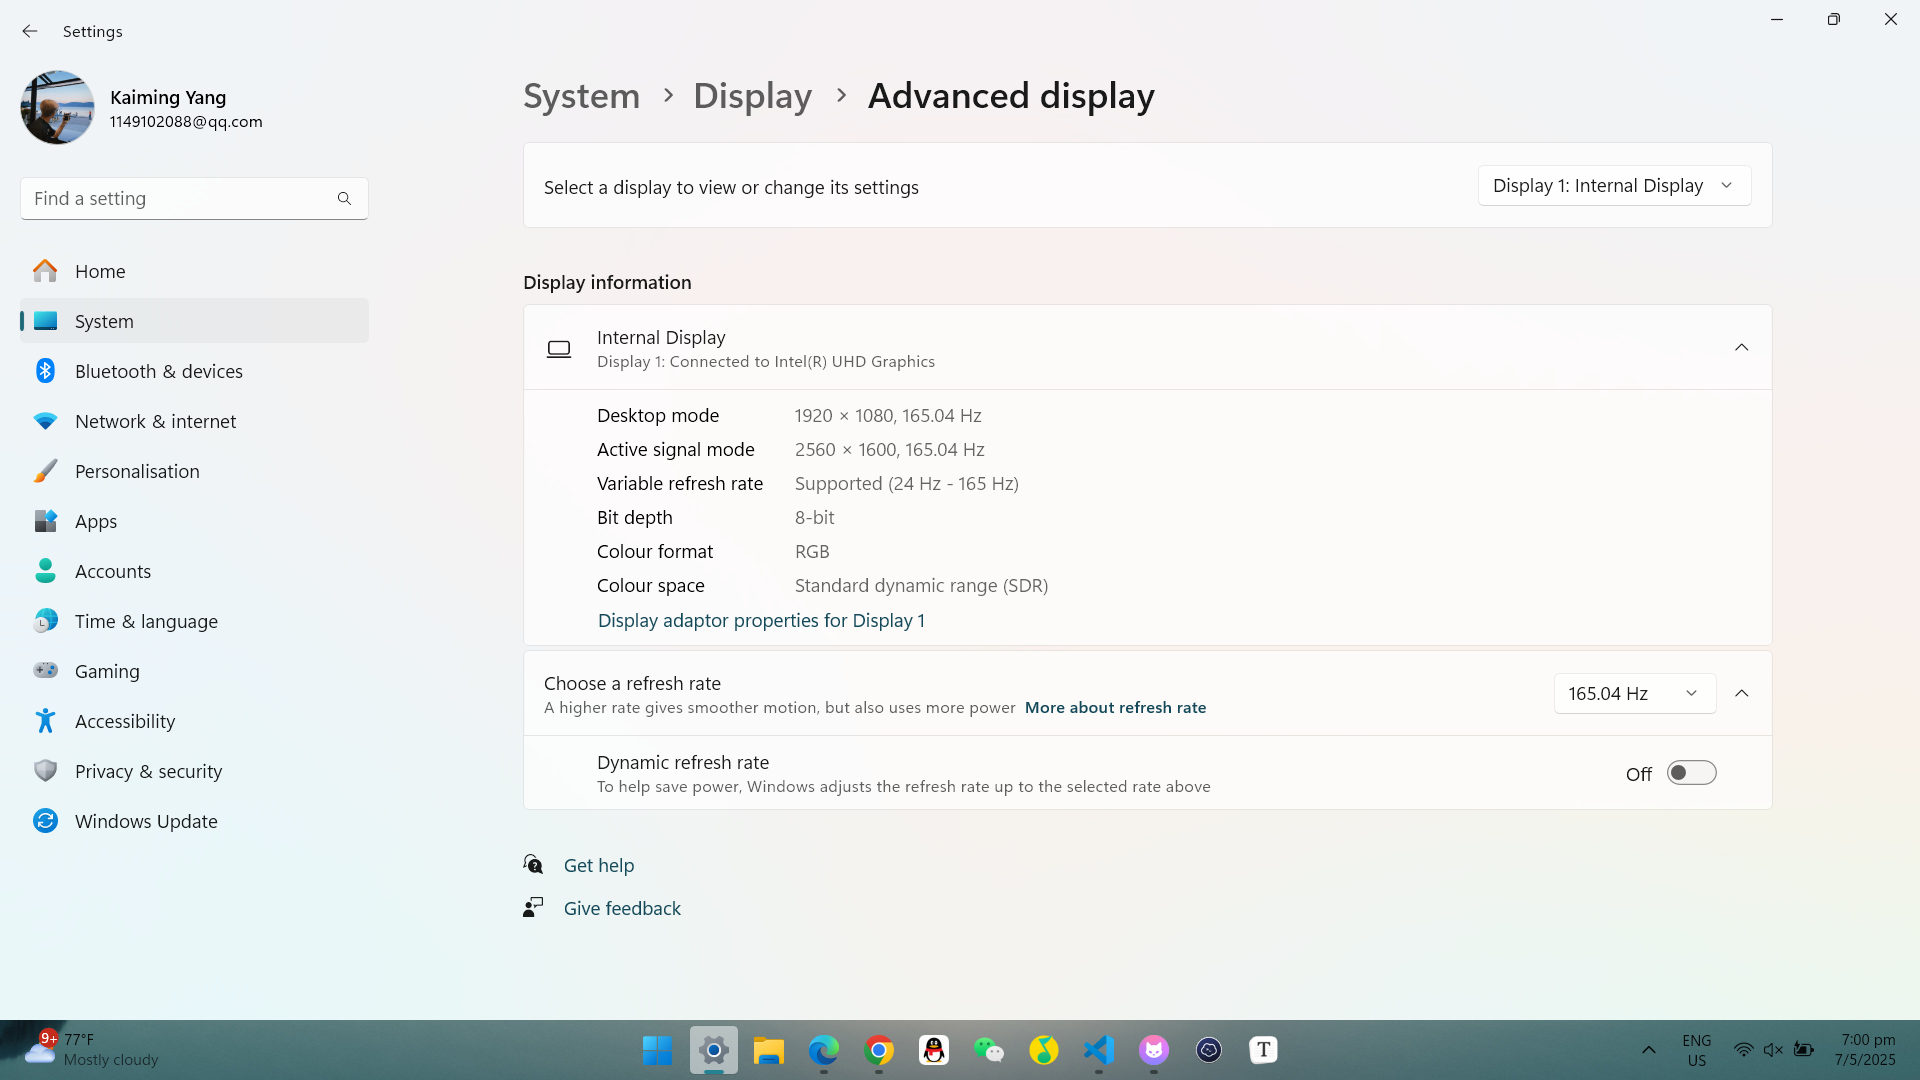 Settings
Kaiming Yang
1149102088@qq.com
Find a setting
Home
System
Bluetooth & devices
Network & internet
Personalisation
Apps
Accounts
Time & language
Gaming
Accessibility
Privacy & security
Windows Update
System > Display > Advanced display
Select a display to view or change its settings
Display 1: Internal Display
Display information
Internal Display
Display 1: Connected to Intel(R) UHD Graphics
Desktop mode 1920 × 1080, 165.04 Hz
Active signal mode 2560 × 1600, 165.04 Hz
Variable refresh rate Supported (24 Hz - 165 Hz)
Bit depth 8-bit
Colour format RGB
Colour space Standard dynamic range (SDR)
Display adaptor properties for Display 1
Choose a refresh rate
A higher rate gives smoother motion, but also uses more power More about refresh rate
165.04 Hz
Dynamic refresh rate
To help save power, Windows adjusts the refresh rate up to the selected rate above
Off
Get help
Give feedback
9+
77°F
Mostly cloudy
T
ENG
US
7:00 pm
7/5/2025